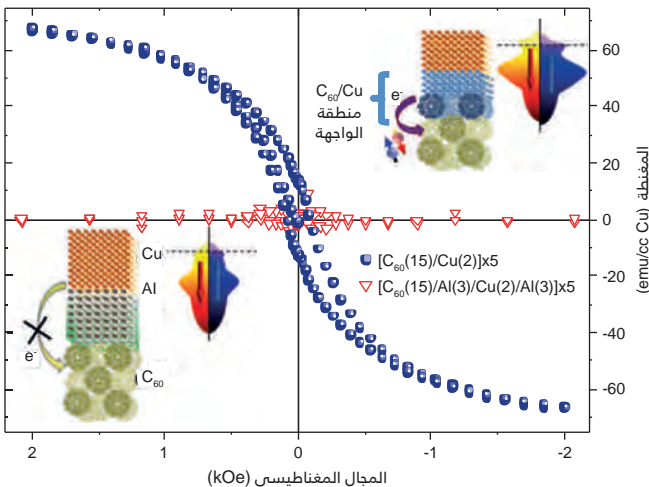 60
40
20
0
-20
-40
-60
المغنطة (emu/cc Cu)
C60/Cu
منطقة
الواجهة
e-
[C60(15)/Cu(2)]x5
[C60(15)/Al(3)/Cu(2)/Al(3)]x5
Cu
Al
e-
C60
2 1 0 -1 -2
المجال المغناطيسى (kOe)